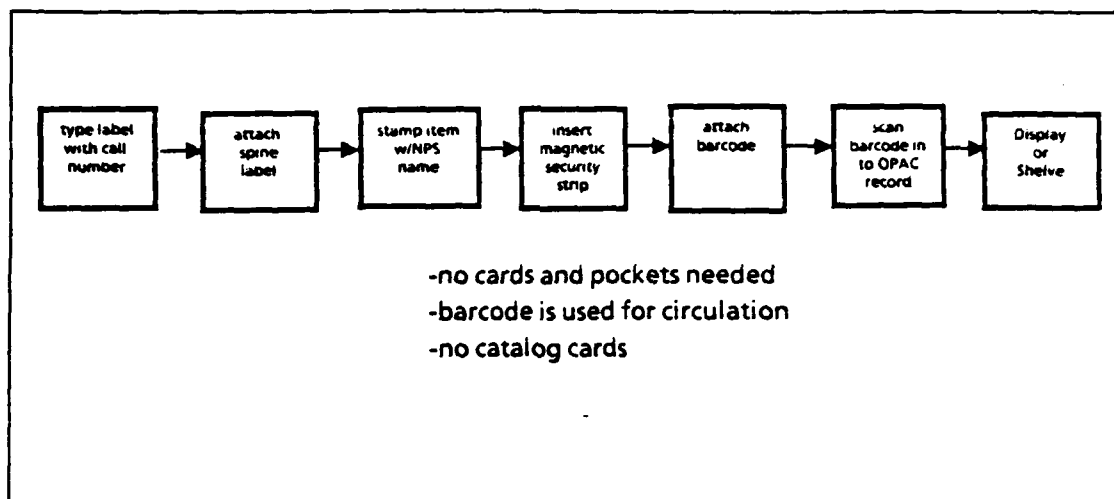 type label
with call
number
attach
spine
label
stamp item
w/NPS
name
insert
magnetic
security
strip
attach
barcode
scan
barcode in
to OPAC
record
Display
or
Shelve
-no cards and pockets needed
-barcode is used for circulation
-no catalog cards